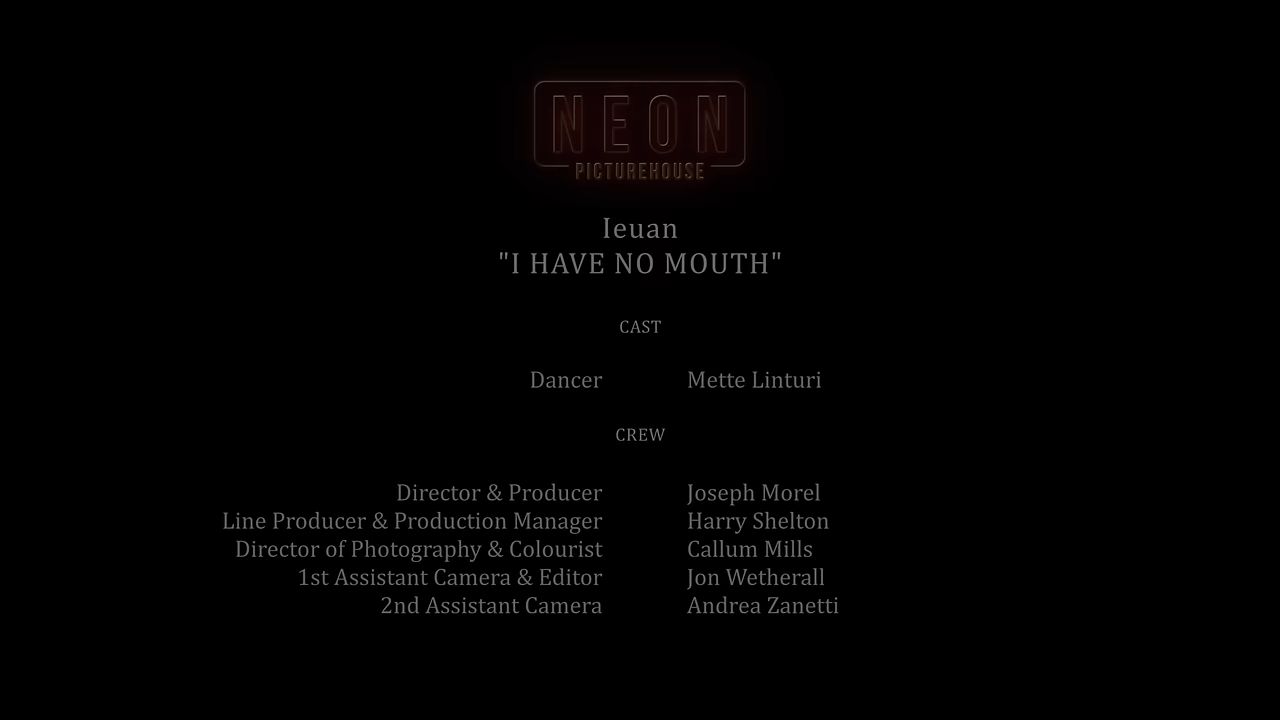 NEON
PICTUREHOUSE
Ieuan
"I HAVE NO MOUTH"
CAST
Dancer Mette Linturi
CREW
Director & Producer Joseph Morel
Line Producer & Production Manager Harry Shelton
Director of Photography & Colourist Callum Mills
1st Assistant Camera & Editor Jon Wetherall
2nd Assistant Camera Andrea Zanetti